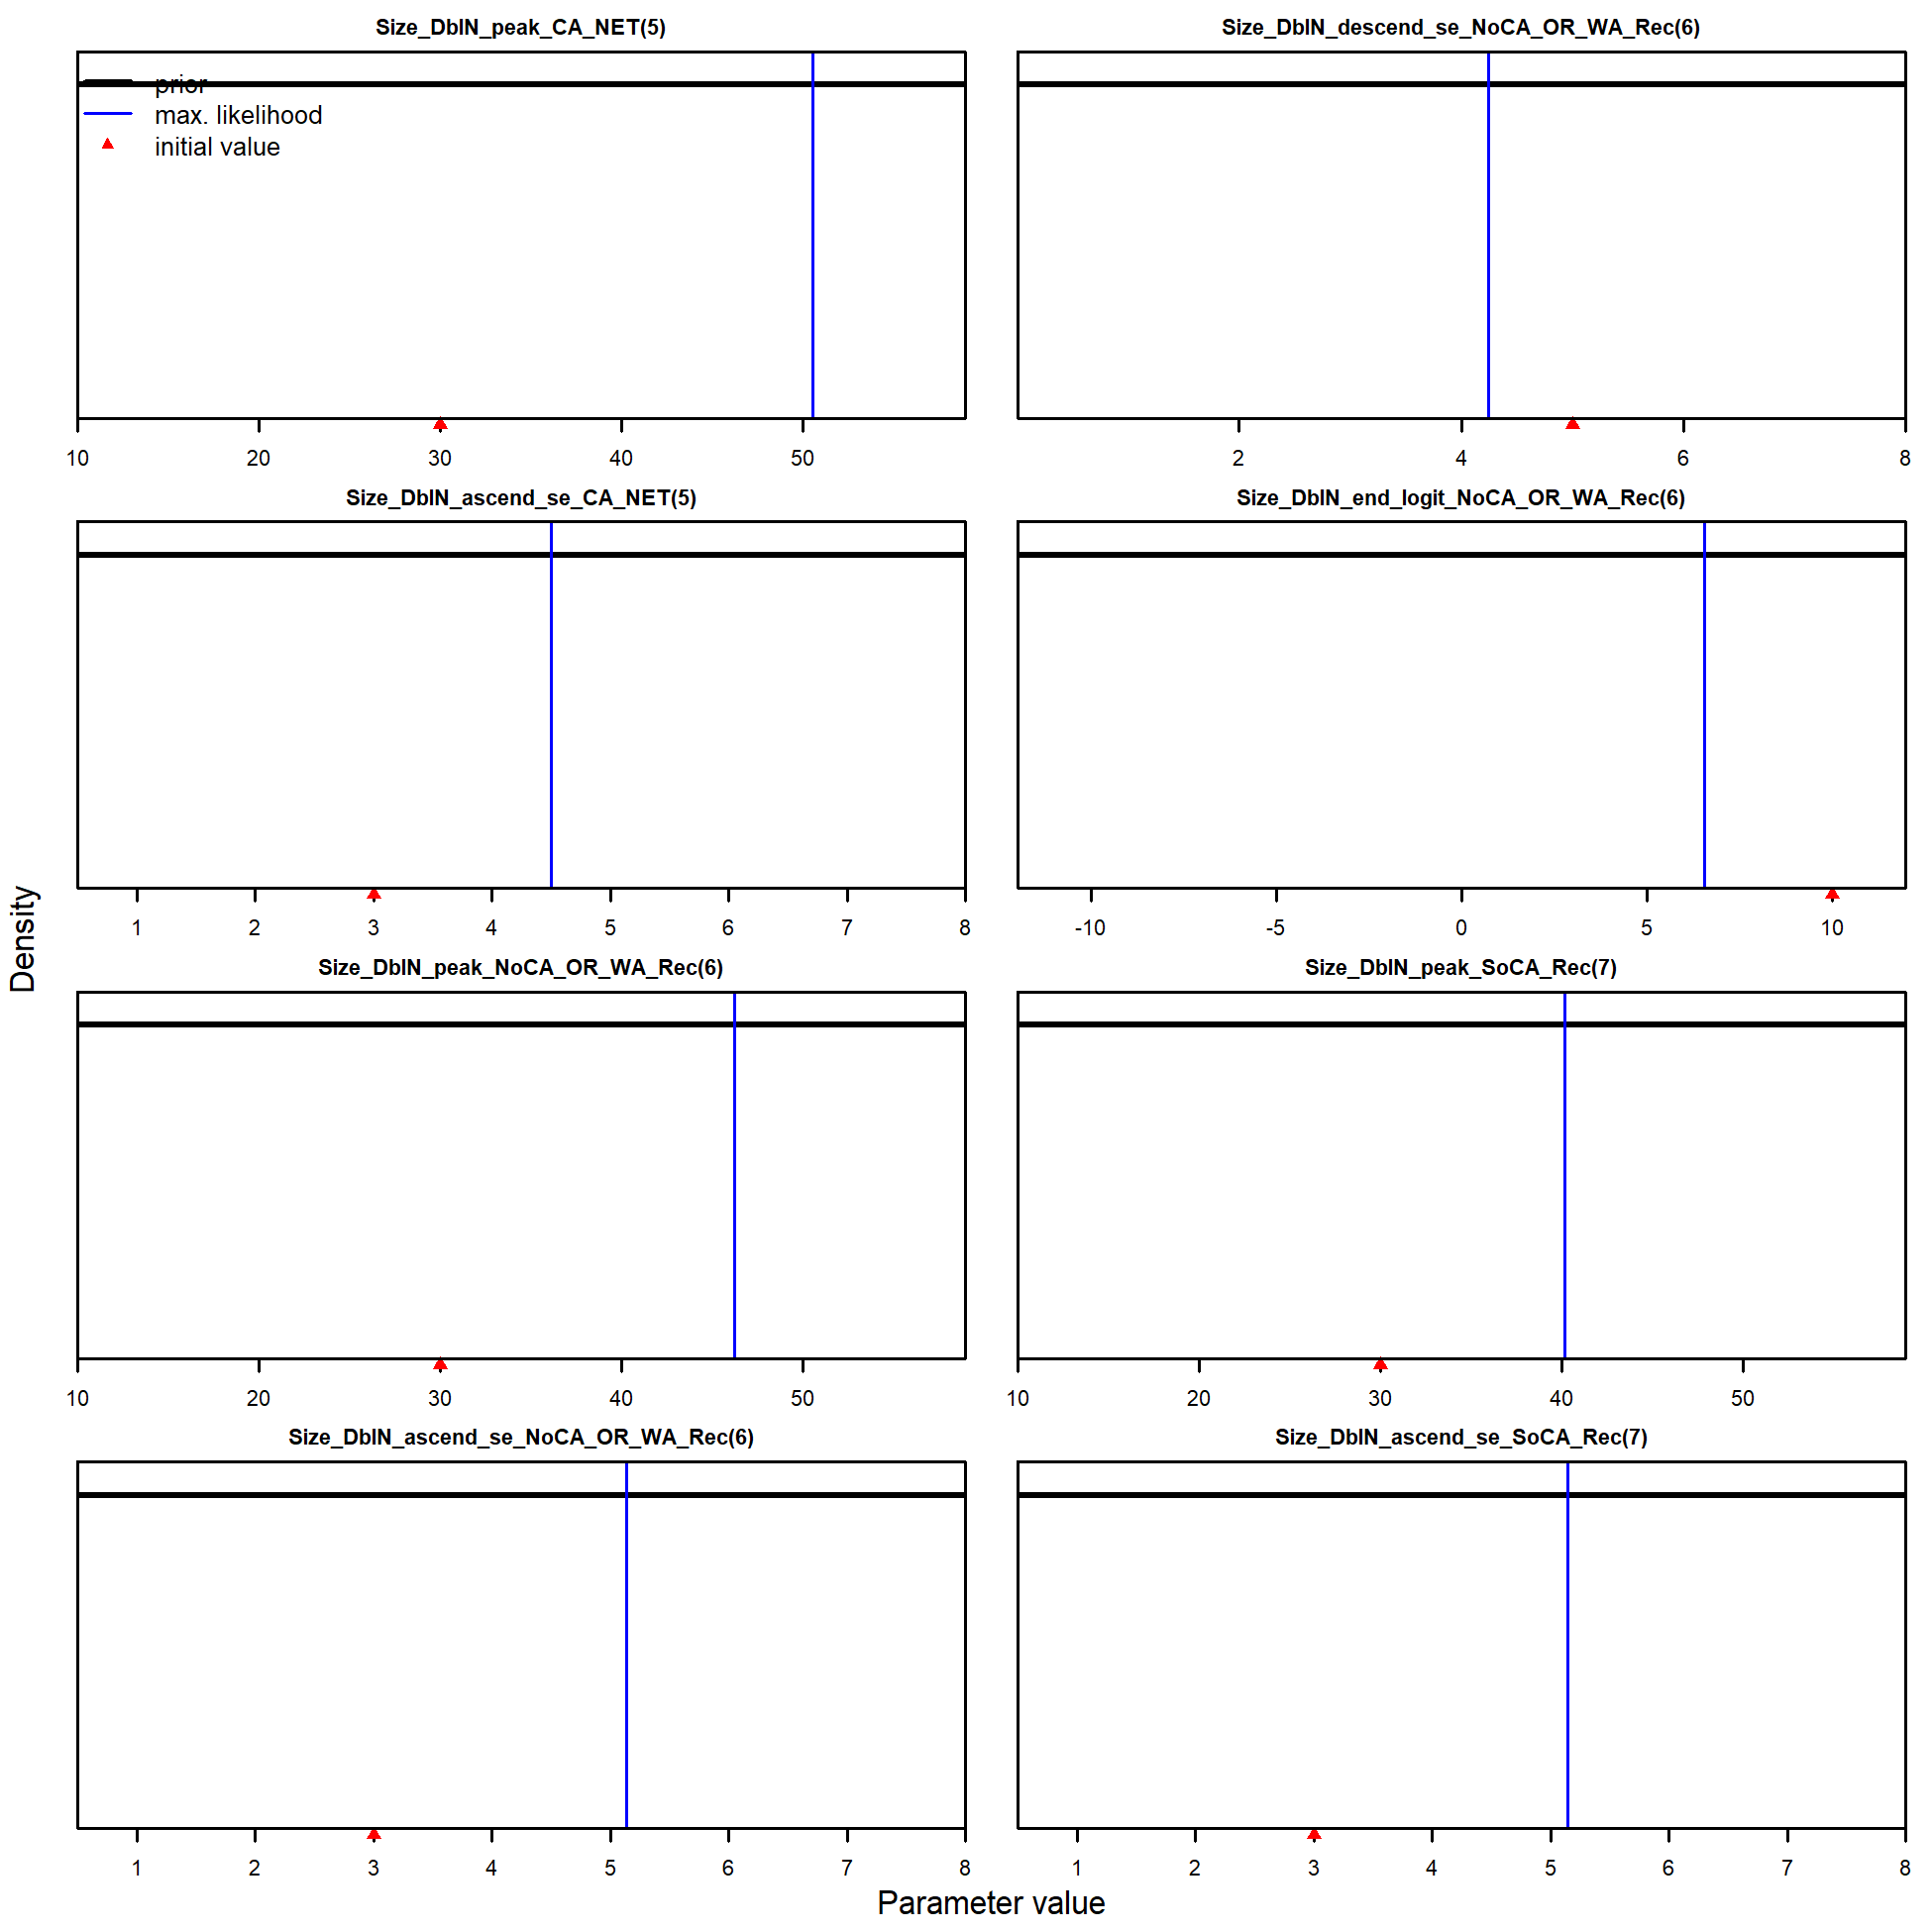 Size_DblN_peak_CA_NET(5)
prior
max. likelihood
initial value
10 20 30 40 50
Size_DblN_descend_se_NoCA_OR_WA_Rec(6)
2 4 6 8
Size_DblN_ascend_se_CA_NET(5)
1 2 3 4 5 6 7 8
Size_DblN_end_logit_NoCA_OR_WA_Rec(6)
-10 -5 0 5 10
Density
Size_DblN_peak_NoCA_OR_WA_Rec(6)
10 20 30 40 50
Size_DblN_peak_SoCA_Rec(7)
10 20 30 40 50
Size_DblN_ascend_se_NoCA_OR_WA_Rec(6)
1 2 3 4 5 6 7 8
Size_DblN_ascend_se_SoCA_Rec(7)
1 2 3 4 5 6 7 8
Parameter value